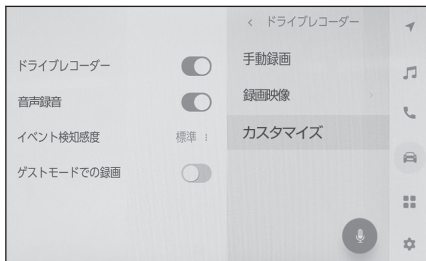 ドライブレコーダー
音声録音
イベント検知感度 標準
ゲストモードでの録画
ドライブレコーダー
手動録画
録画映像
カスタマイズ